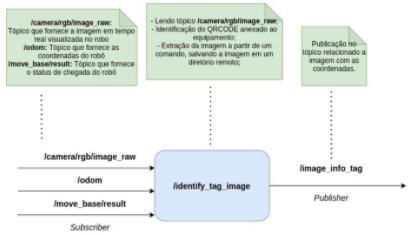 /camera/rgb/image_raw:
Tópico que fornece a imagem em tempo
real visualizada no robô
/odom: Tópico que fornece as
coordenadas do robô
/move_base/result: Tópico que fornece
o status de chegada do robô
- Lendo tópico /camera/rgb/image_raw;
- Identificação do QRCODE anexado ao
equipamento;
- Extração da imagem a partir de um
comando, salvando a imagem em um
diretório remoto;
Publicação no
tópico relacionado a
imagem com as
coordenadas.
/camera/rgb/image_raw
/odom
/move_base/result
Subscriber
/identify_tag_image
/image_info_tag
Publisher